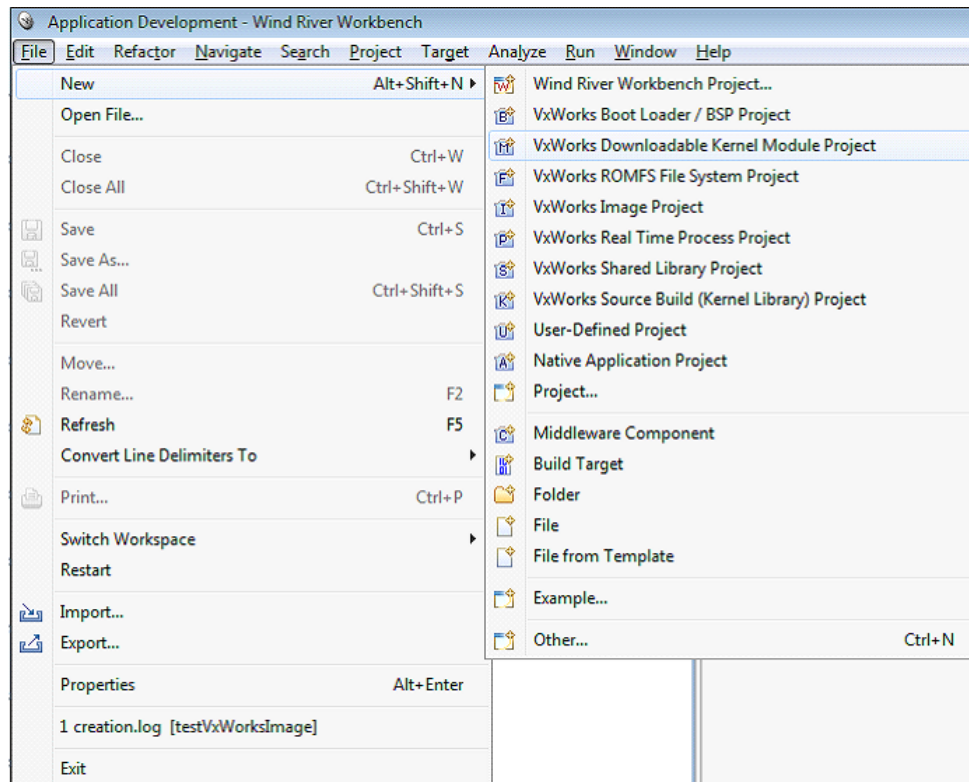 Application Development - Wind River Workbench
File Edit Refactor Navigate Search Project Target Analyze Run Window Help
New Alt+Shift+N
Open File...
Close Ctrl+W
Close All Ctrl+Shift+W
Save Ctrl+S
Save As...
Save All Ctrl+Shift+S
Revert
Move...
Rename... F2
Refresh F5
Convert Line Delimiters To
Print... Ctrl+P
Switch Workspace
Restart
Import...
Export...
Properties Alt+Enter
1 creation.log [testVxWorksImage]
Exit
Wind River Workbench Project...
VxWorks Boot Loader / BSP Project
VxWorks Downloadable Kernel Module Project
VxWorks ROMFS File System Project
VxWorks Image Project
VxWorks Real Time Process Project
VxWorks Shared Library Project
VxWorks Source Build (Kernel Library) Project
User-Defined Project
Native Application Project
Project...
Middleware Component
Build Target
Folder
File
File from Template
Example...
Other... Ctrl+N